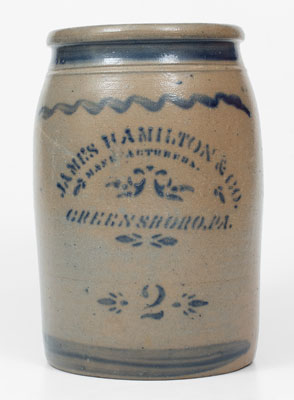 JAMES HAMILTON & CO.
MANUFACTURERS.
GREENSBORO, PA.
2